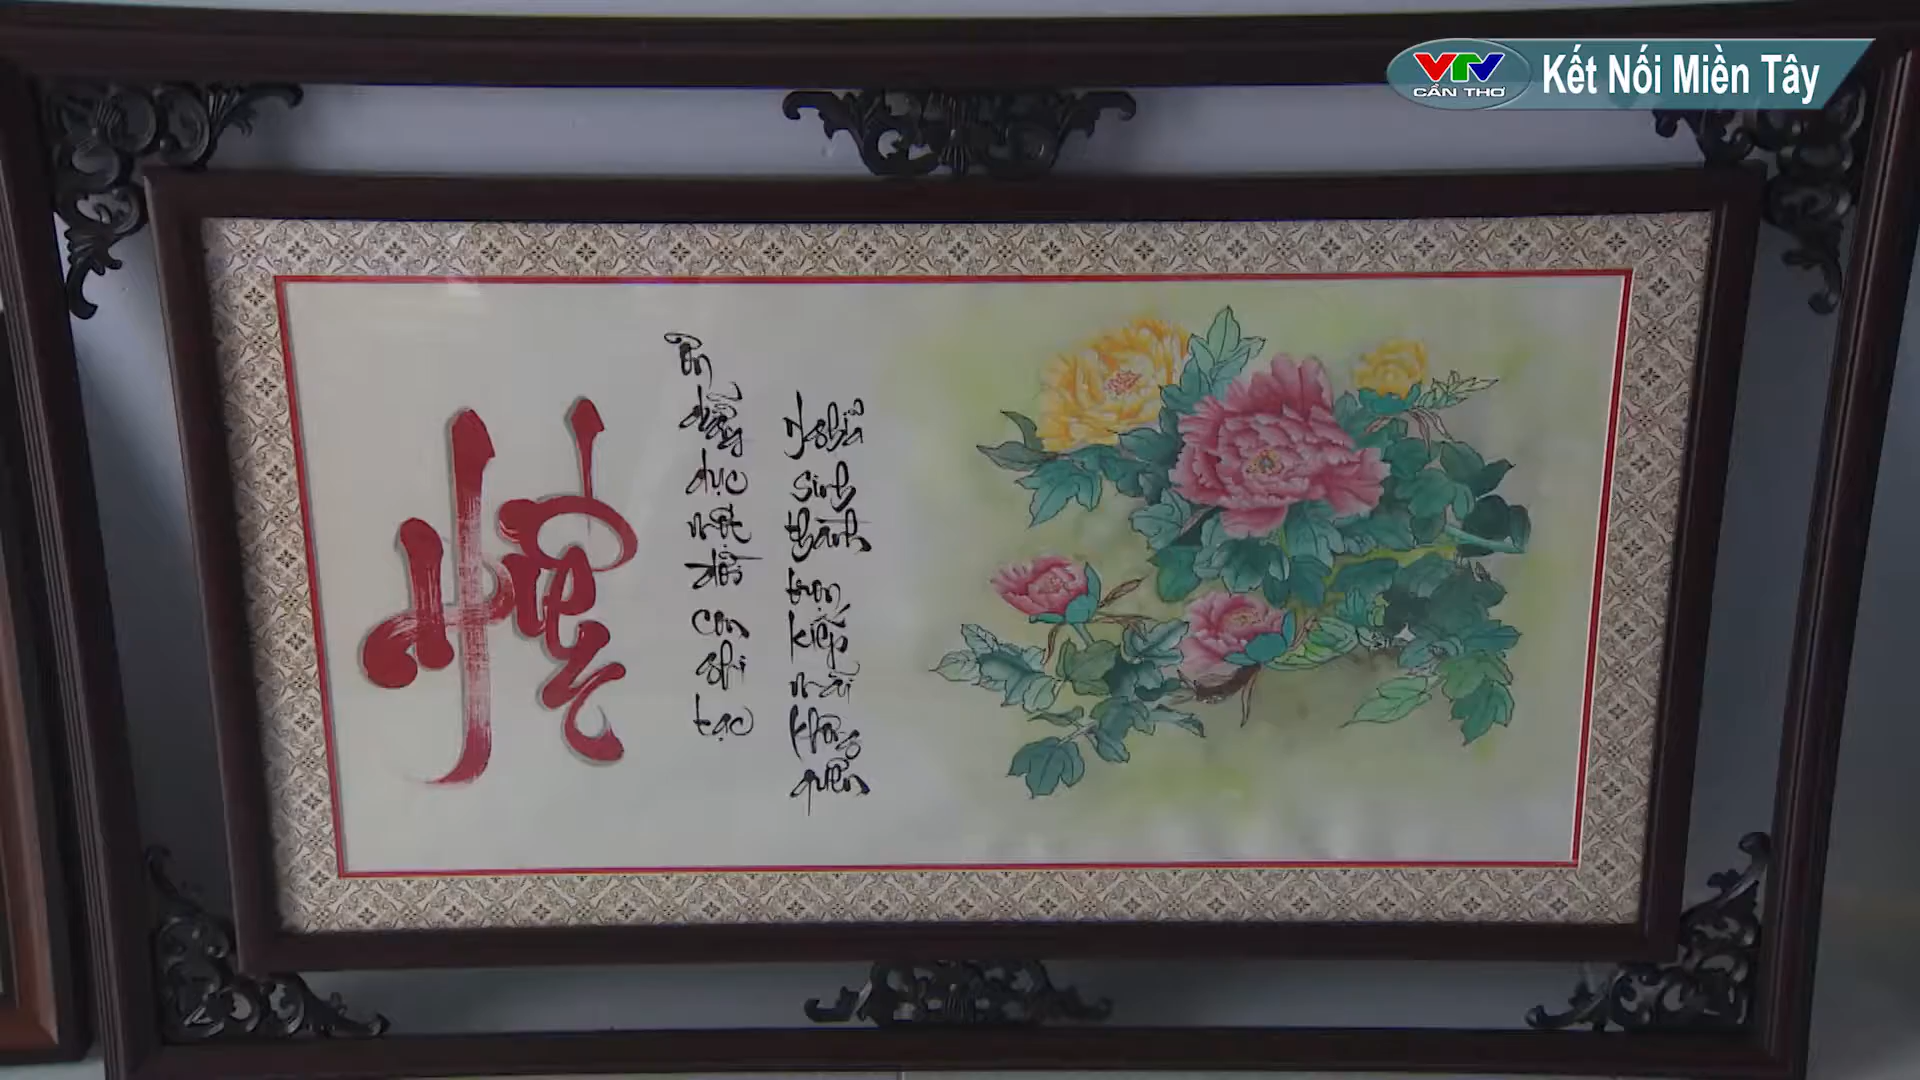 VTV CẦN THƠ
Kết Nối Miền Tây
Hiếu
Ơn dưỡng dục một đời con ghi tạc
Nghĩa sinh thành trọn kiếp mãi không quên